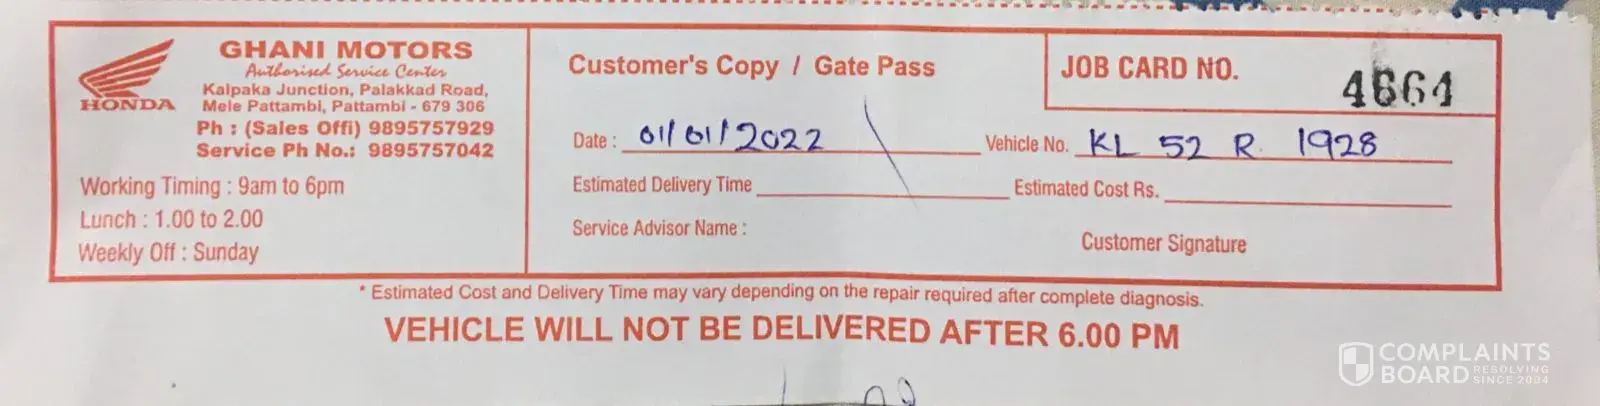 HONDA
GHANI MOTORS
Authorised Service Center
Kalpaka Junction, Palakkad Road,
Mele Pattambi, Pattambi - 679 306
Ph : (Sales Offi) 9895757929
Service Ph No.: 9895757042
Working Timing : 9am to 6pm
Lunch : 1.00 to 2.00
Weekly Off : Sunday
Customer's Copy / Gate Pass
JOB CARD NO. 4664
Date : 01/01/2022 Vehicle No. KL 52 R. 1928
Estimated Delivery Time Estimated Cost Rs.
Service Advisor Name :
Customer Signature
* Estimated Cost and Delivery Time may vary depending on the repair required after complete diagnosis.
VEHICLE WILL NOT BE DELIVERED AFTER 6.00 PM
COMPLAINTS
BOARD RESOLVING
SINCE 2004